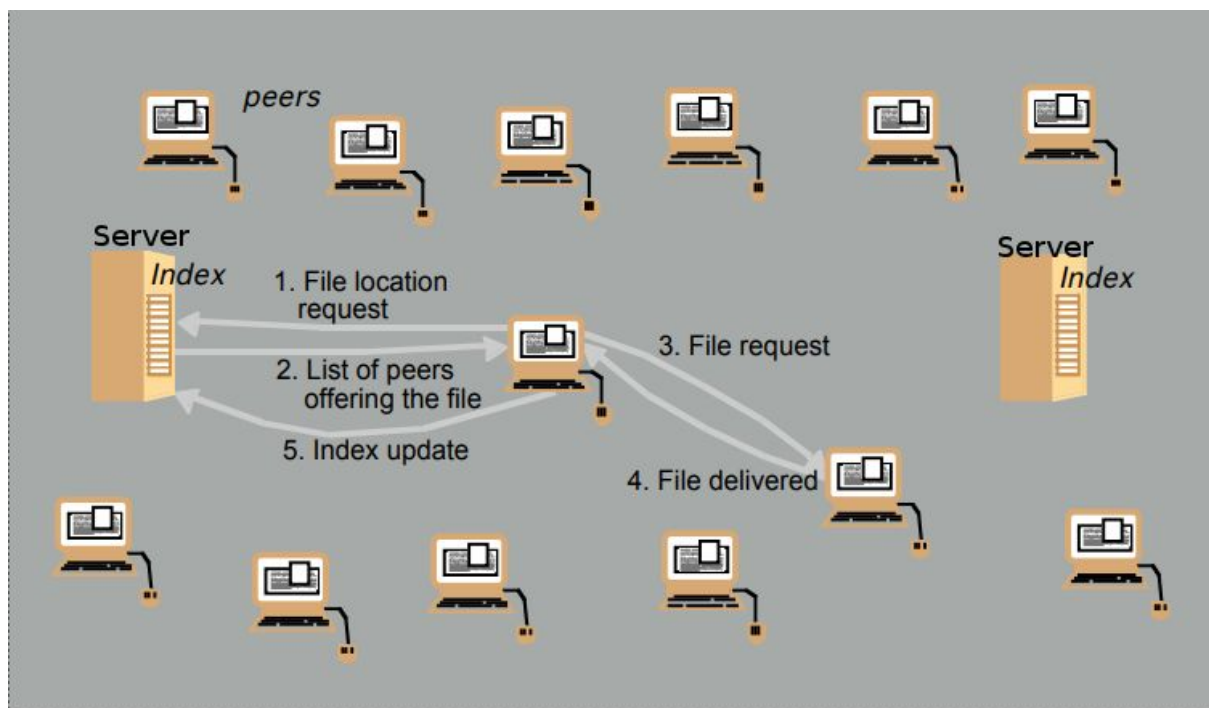 peers
Server
Index
Server
Index
1. File location
request
2. List of peers
offering the file
3. File request
4. File delivered
5. Index update